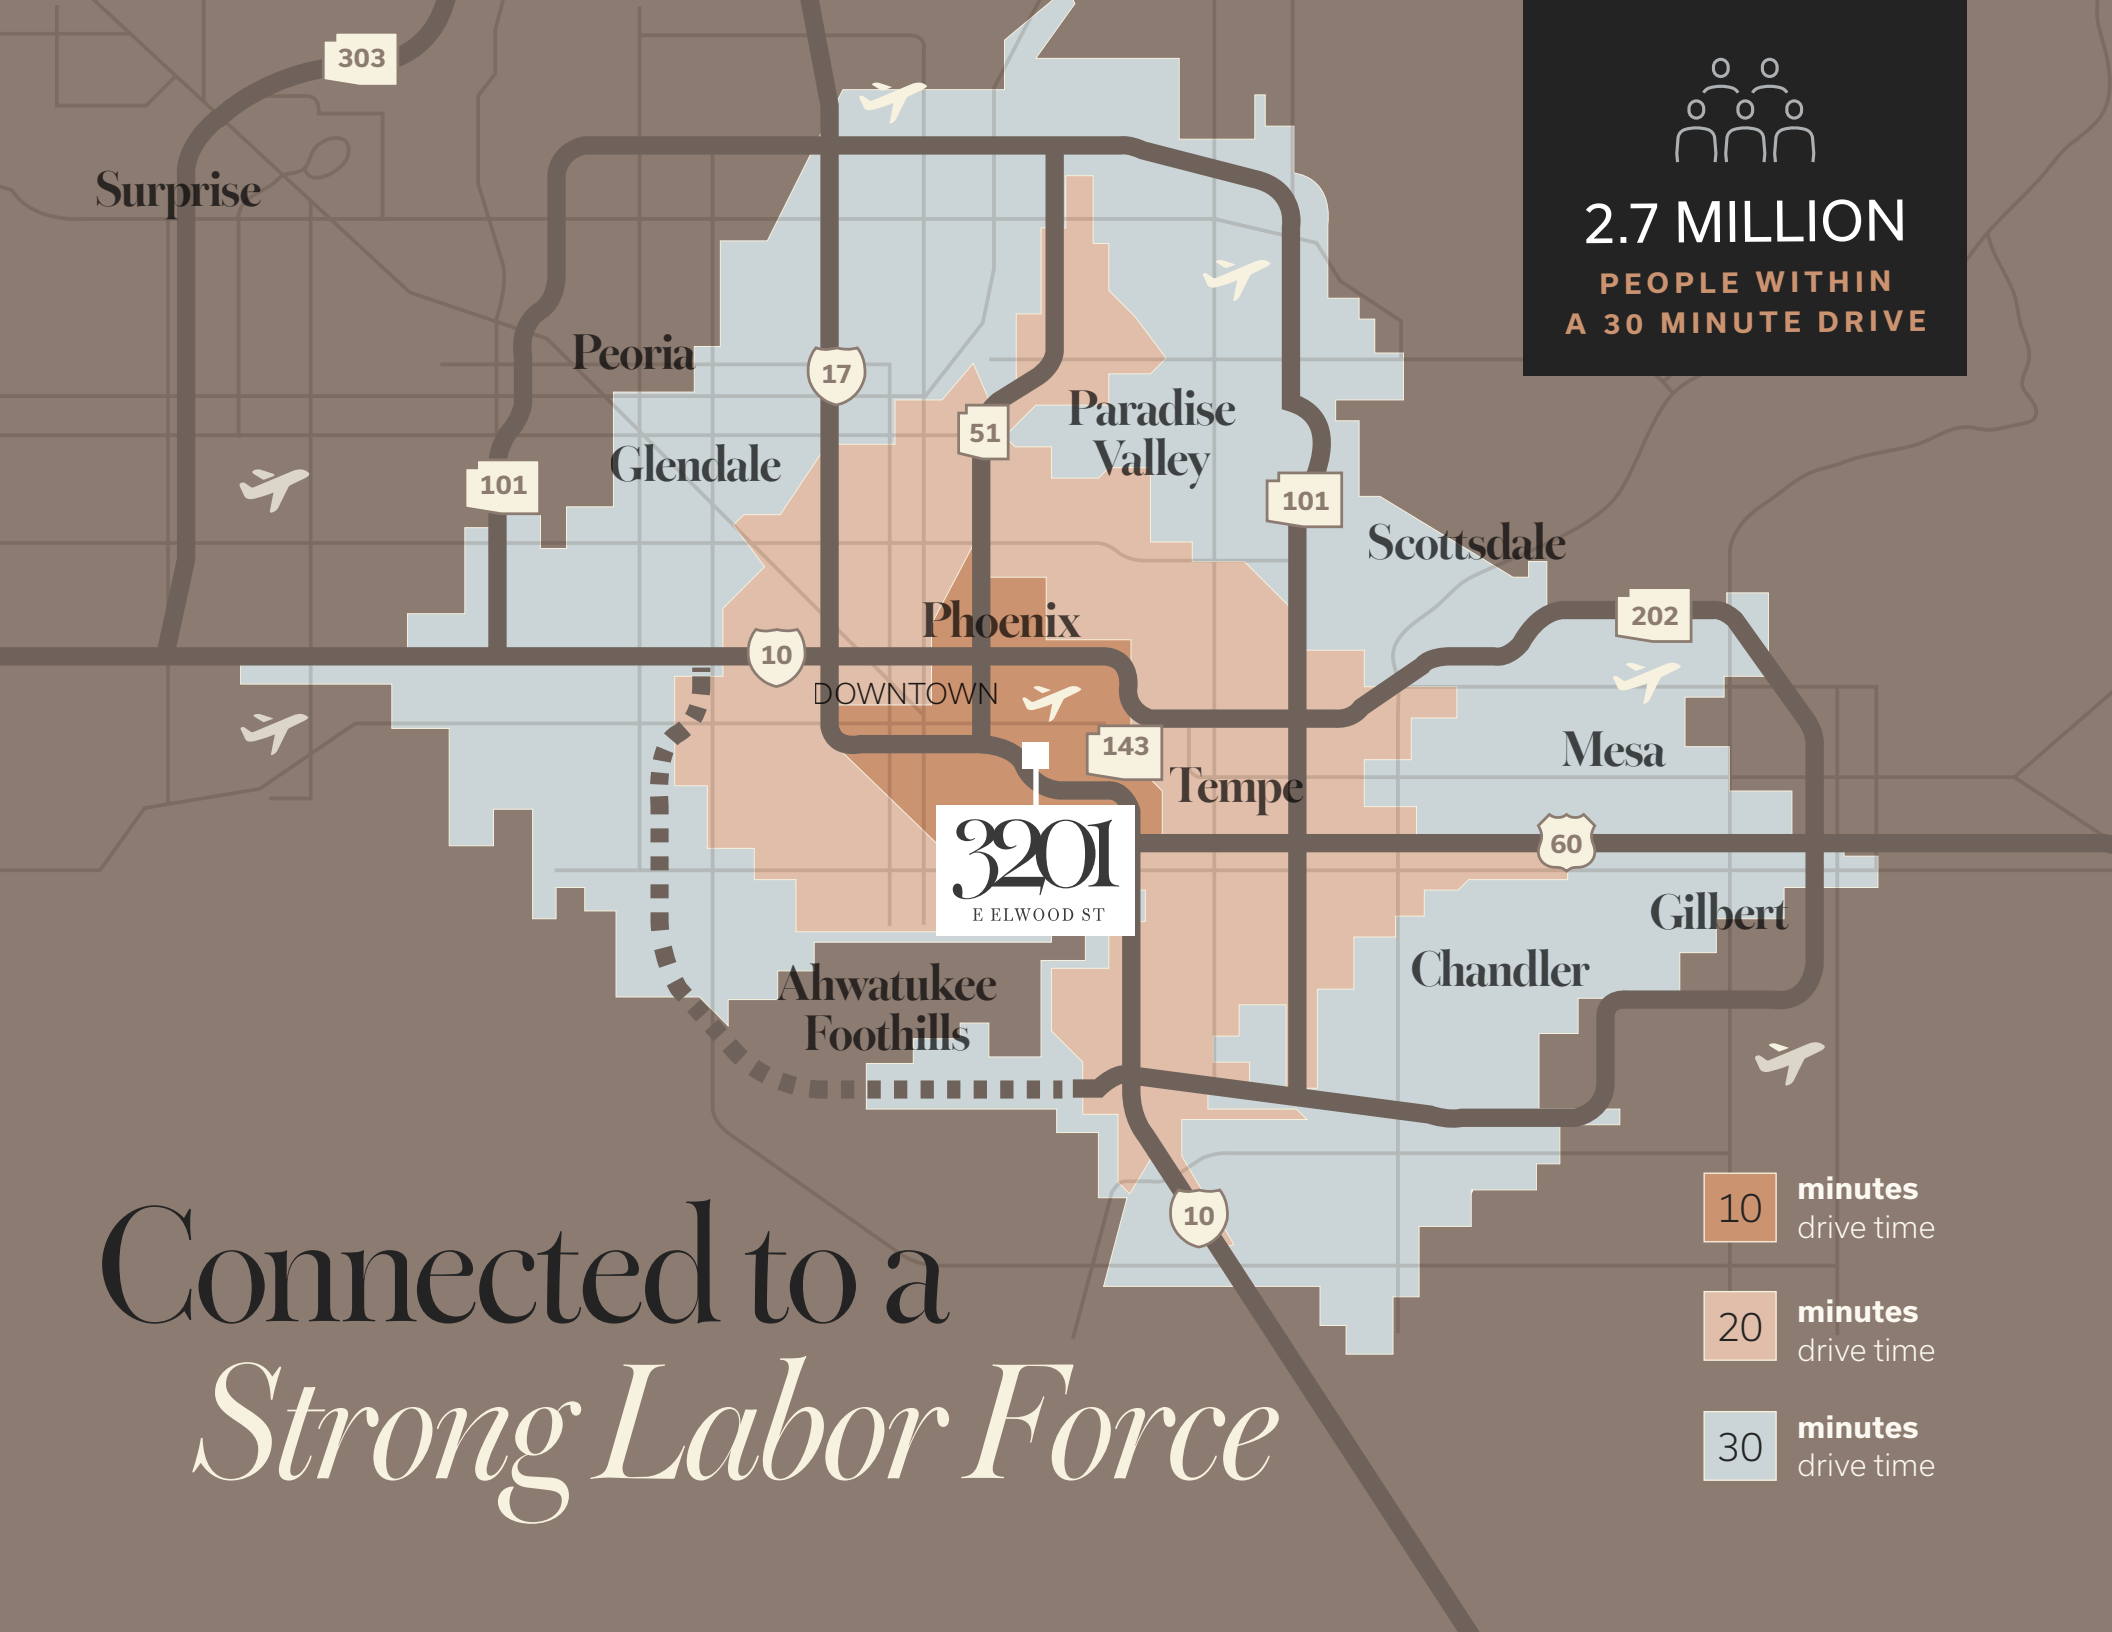 303
2.7 MILLION
PEOPLE WITHIN
A 30 MINUTE DRIVE
Surprise
Peoria
17
Paradise
Valley
51
Glendale
101
101
Scottsdale
202
Phoenix
10
DOWNTOWN
143
Mesa
Tempe
60
3201
E ELWOOD ST
Gilbert
Chandler
Ahwatukee
Foothills
10
Connected to a
Strong Labor Force
10 minutes
drive time
20 minutes
drive time
30 minutes
drive time